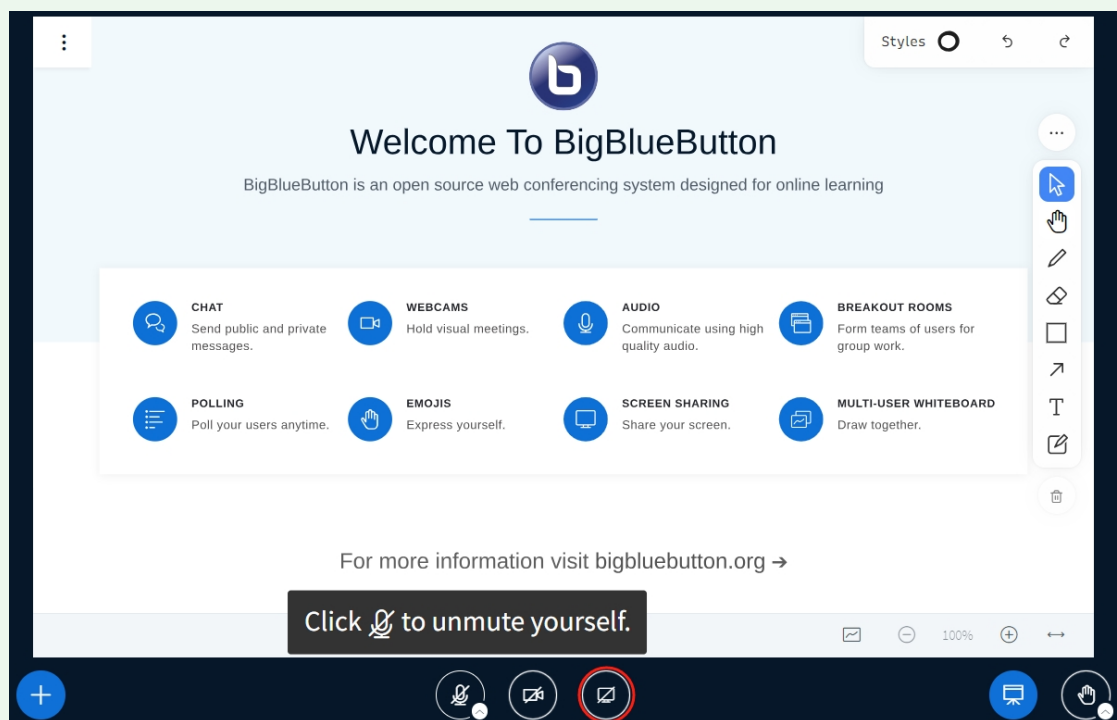 Styles
Welcome To BigBlueButton
BigBlueButton is an open source web conferencing system designed for online learning
CHAT
Send public and private
messages.
WEBCAMS
Hold visual meetings.
AUDIO
Communicate using high
quality audio.
BREAKOUT ROOMS
Form teams of users for
group work.
POLLING
Poll your users anytime.
EMOJIS
Express yourself.
SCREEN SHARING
Share your screen.
MULTI-USER WHITEBOARD
Draw together.
For more information visit bigbluebutton.org →
Click to unmute yourself.
100%